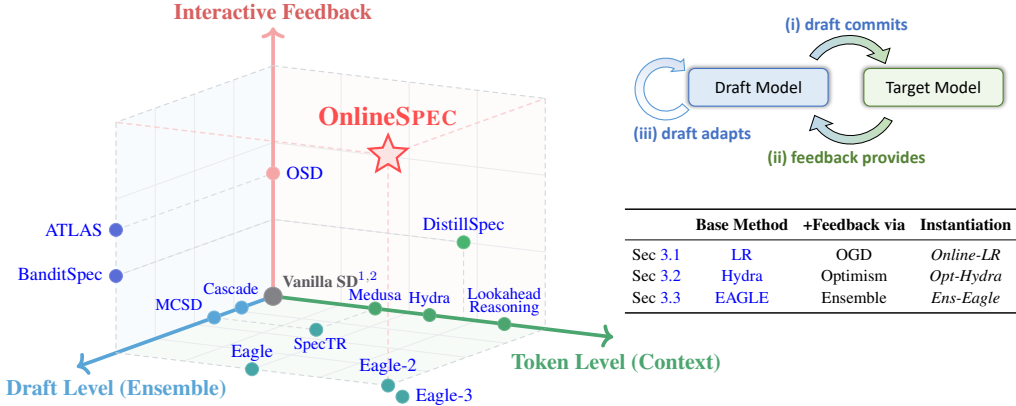 Interactive Feedback
OnlineSPEC
OSD
ATLAS
DistillSpec
BanditSpec
Vanilla SD1,2
Cascade
MCSD
Medusa
Hydra
Lookahead
Reasoning
SpecTR
Eagle
Eagle-2
Eagle-3
Token Level (Context)
Draft Level (Ensemble)
(i) draft commits
Draft Model
Target Model
(iii) draft adapts
(ii) feedback provides
Base Method +Feedback via Instantiation
Sec 3.1 LR OGD Online-LR
Sec 3.2 Hydra Optimism Opt-Hydra
Sec 3.3 EAGLE Ensemble Ens-Eagle